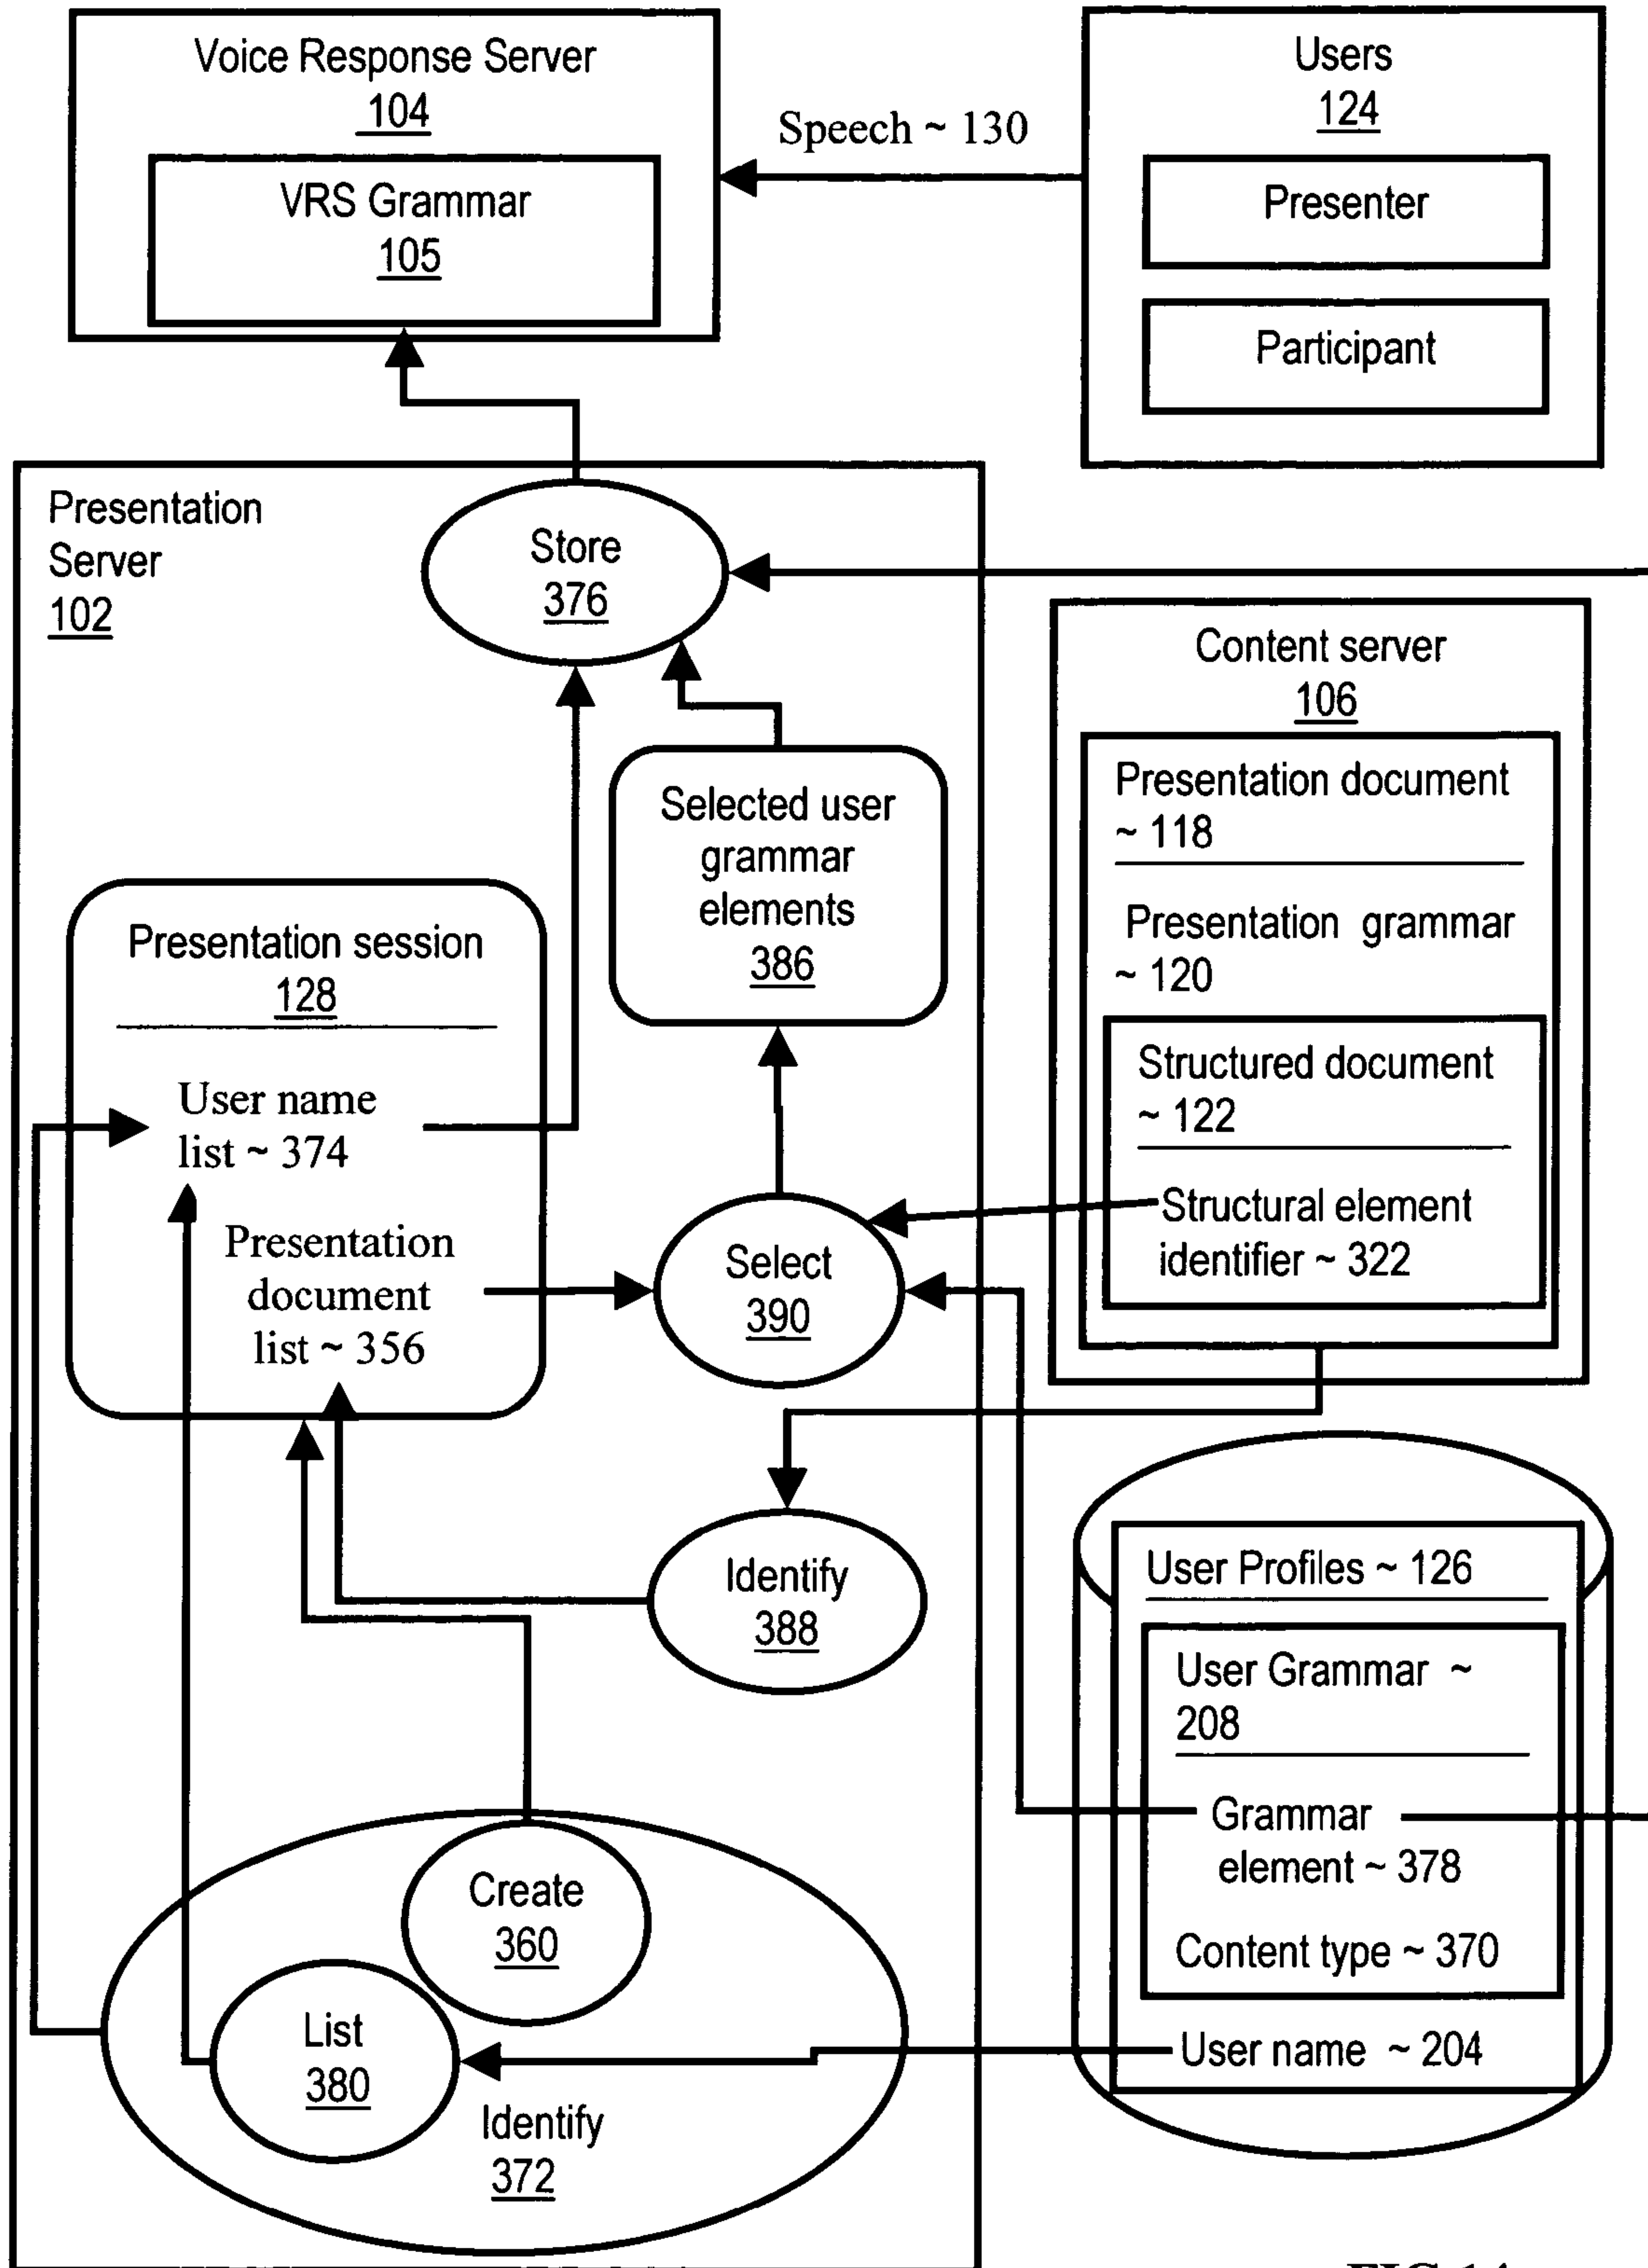 Voice Response Server
104
VRS Grammar
105
Speech ~ 130
Users
124
Presenter
Participant
Presentation
Server
102
Store
376
Selected user
grammar
elements
386
Presentation session
128
User name
list ~ 374
Presentation
document
list ~ 356
Select
390
Identify
388
Create
360
List
380
Identify
372
Content server
106
Presentation document
~ 118
Presentation grammar
~ 120
Structured document
~ 122
Structural element
identifier ~ 322
User Profiles ~ 126
User Grammar ~
208
Grammar
element ~ 378
Content type ~ 370
User name ~ 204